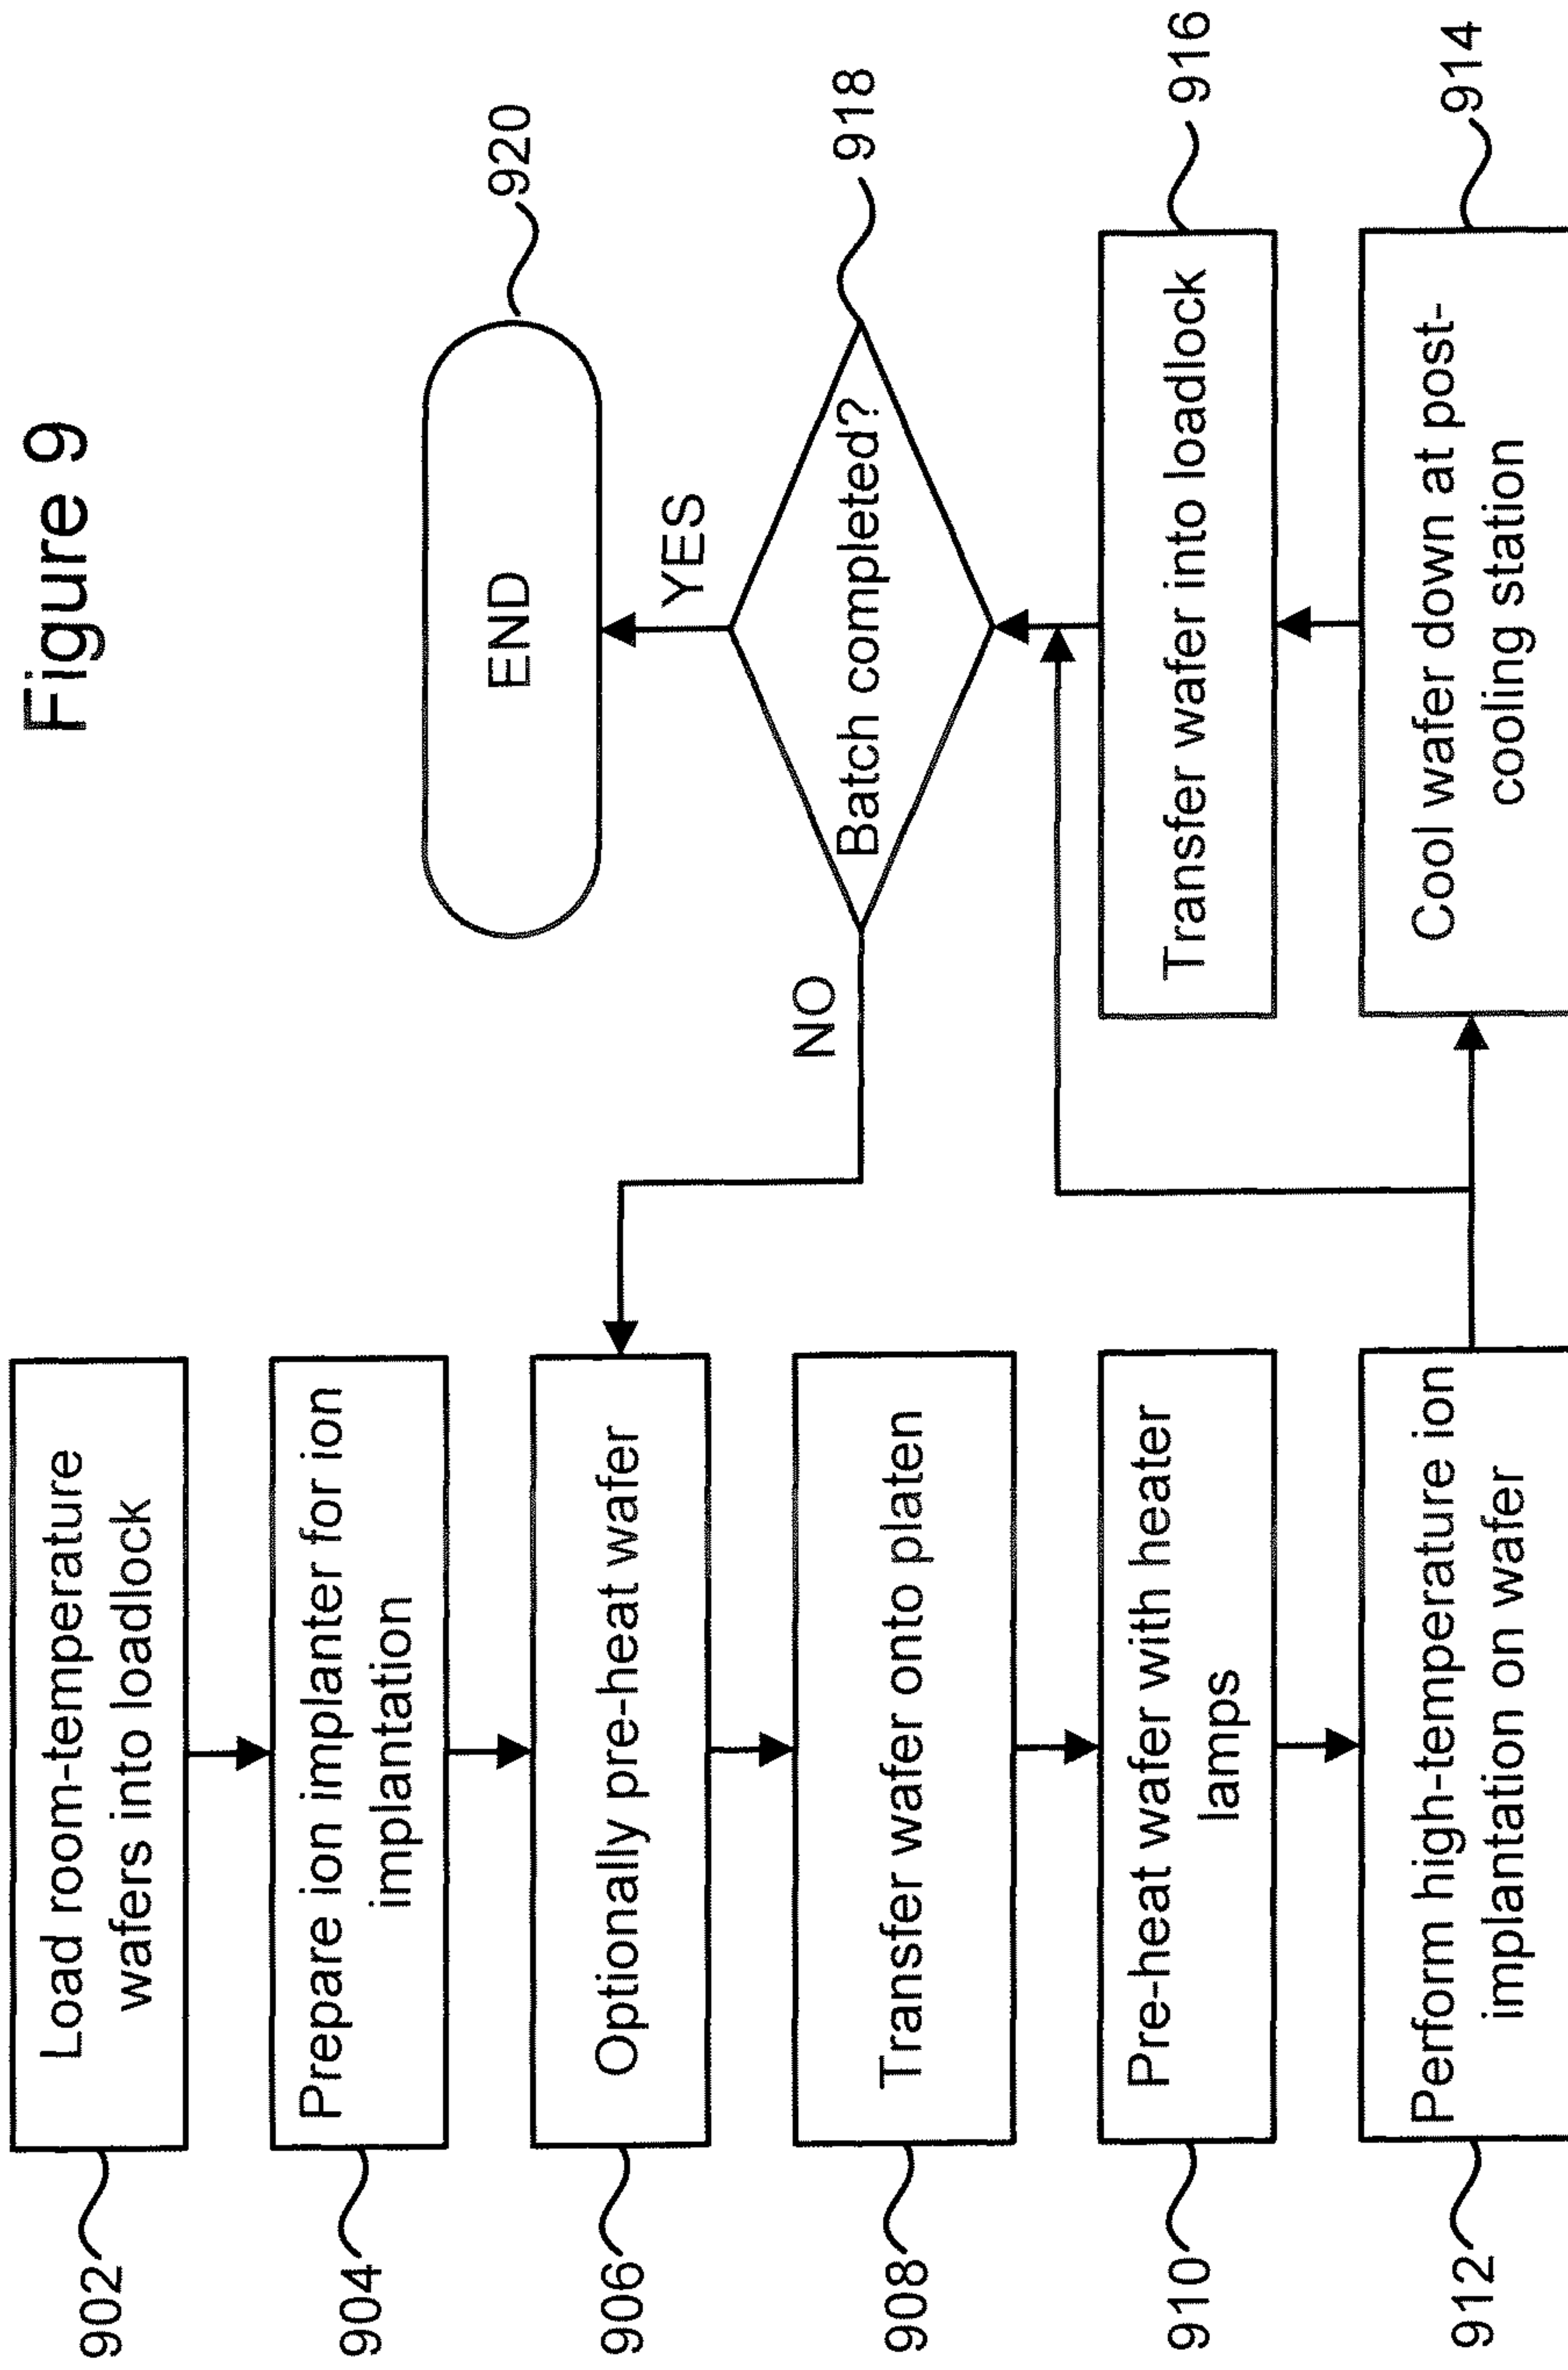 Figure 9
902
Load room-temperature
wafers into loadlock
904
Prepare ion implanter for ion
implantation
906
Optionally pre-heat wafer
908
Transfer wafer onto platen
910
Pre-heat wafer with heater
lamps
912
Perform high-temperature ion
implantation on wafer
END
920
YES
NO
Batch completed?
918
Transfer wafer into loadlock
916
Cool wafer down at post-
cooling station
914